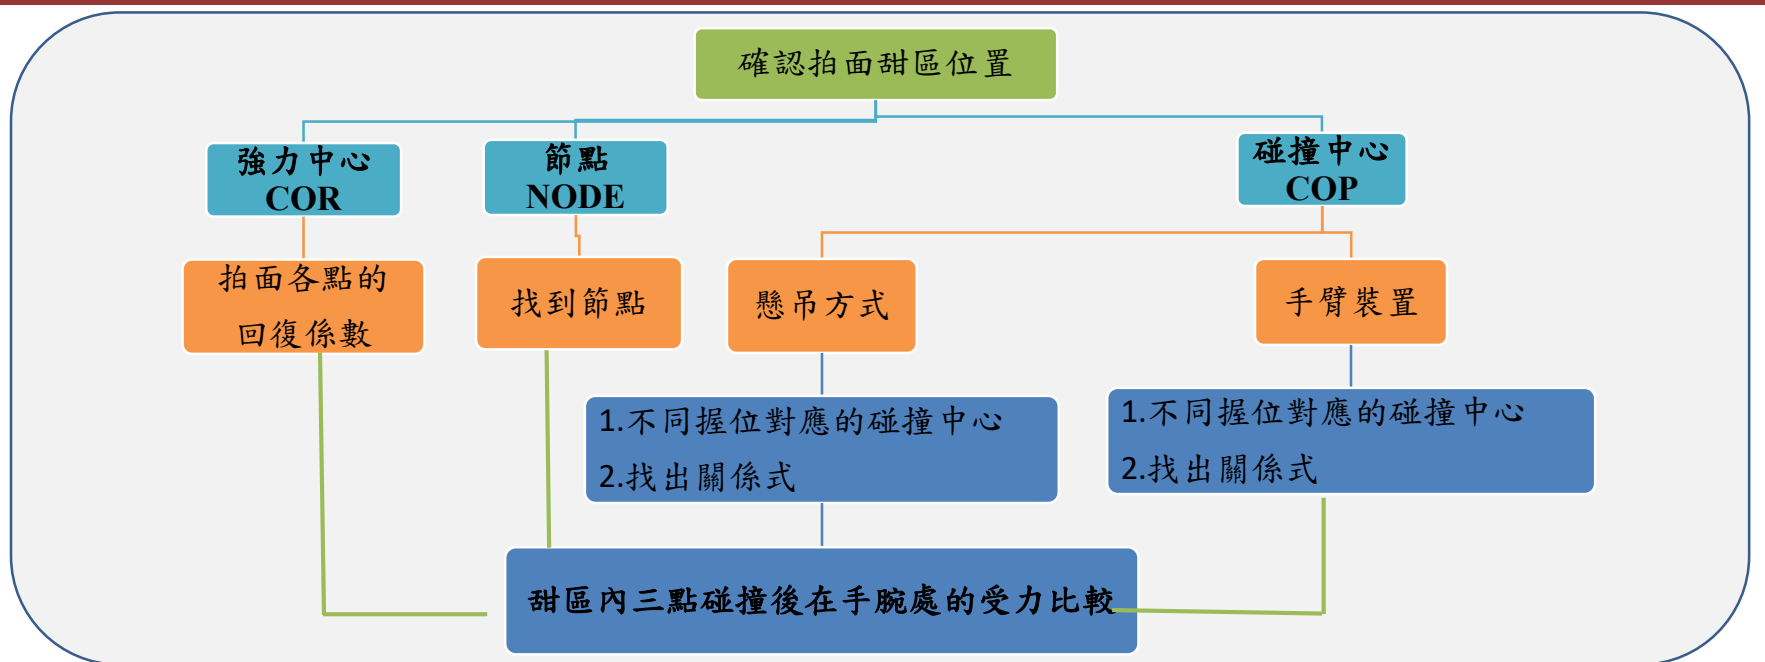 確認拍面甜區位置
強力中心
COR
節點
NODE
碰撞中心
COP
拍面各點的
回復係數
找到節點
懸吊方式
手臂裝置
1.不同握位對應的碰撞中心
2.找出關係式
1.不同握位對應的碰撞中心
2.找出關係式
甜區內三點碰撞後在手腕處的受力比較